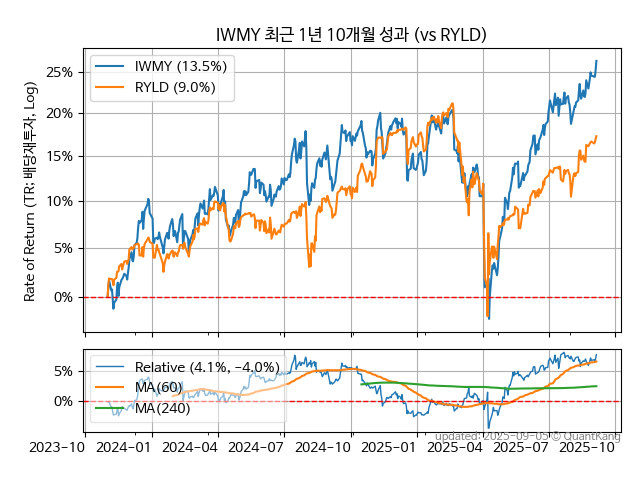 IWMY 최근 1년 10개월 성과 (vs RYLD)
Rate of Return (TR: 배당재투자, Log)
IWMY (13.5%)
RYLD (9.0%)
25%
20%
15%
10%
5%
0%
Relative (4.1%, −4.0%)
MA(60)
MA(240)
5%
0%
updated: 2025-09-05 © QuantKang
2023-10 2024-01 2024-04 2024-07 2024-10 2025-01 2025-04 2025-07 2025-10